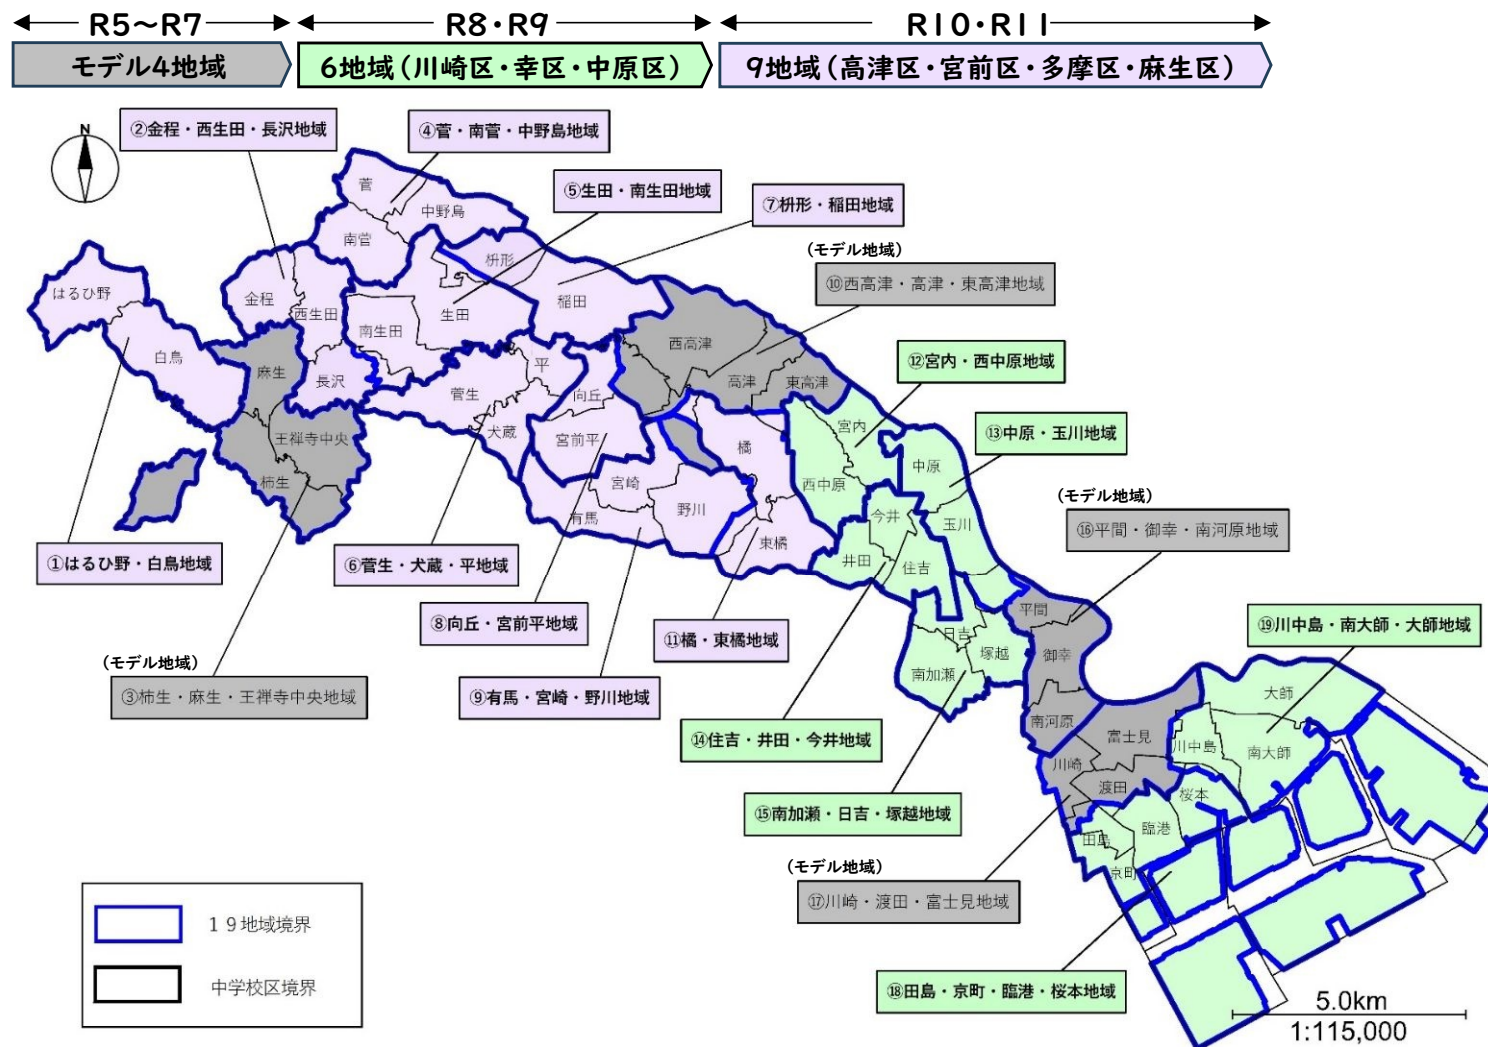 R5～R7
R8・R9
R10・R11
モデル4地域
6地域(川崎区・幸区・中原区)
9地域(高津区・宮前区・多摩区・麻生区)
N
②金程・西生田・長沢地域
④菅・南菅・中野島地域
⑤生田・南生田地域
⑦枡形・稲田地域
(モデル地域)
⑩西高津・高津・東高津地域
⑫宮内・西中原地域
⑬中原・玉川地域
(モデル地域)
⑯平間・御幸・南河原地域
⑲川中島・南大師・大師地域
①はるひ野・白鳥地域
⑥菅生・犬蔵・平地域
⑧向丘・宮前平地域
⑪橘・東橘地域
(モデル地域)
③柿生・麻生・王禅寺中央地域
⑨有馬・宮崎・野川地域
⑭住吉・井田・今井地域
⑮南加瀬・日吉・塚越地域
(モデル地域)
⑰川崎・渡田・富士見地域
⑱田島・京町・臨港・桜本地域
菅
中野島
南菅
枡形
はるひ野
金程
西生田
南生田
生田
稲田
白鳥
麻生
長沢
菅生
平
向丘
犬蔵
宮前平
西高津
高津
東高津
王禅寺中央
柿生
宮崎
有馬
野川
橘
東橘
宮内
西中原
中原
今井
玉川
井田
住吉
平間
日吉
塚越
南加瀬
御幸
南河原
富士見
川崎
渡田
大師
川中島
南大師
桜本
臨港
田島
京町
19地域境界
中学校区境界
5.0km
1:115,000